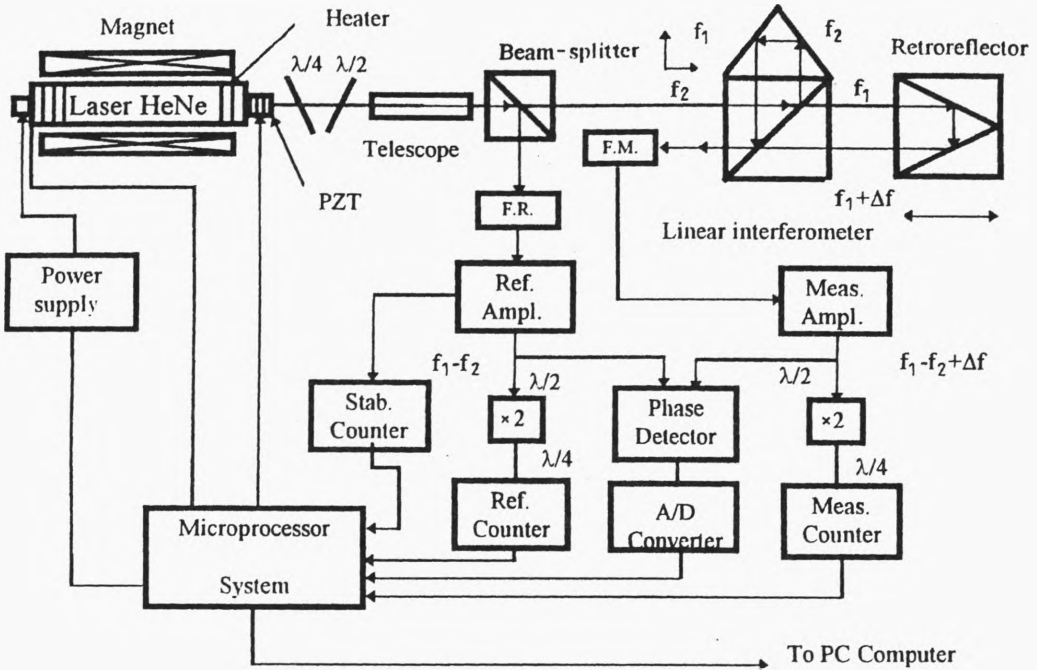 Magnet
Heater
Laser HeNe
λ/4
λ/2
Telescope
PZT
Beam-splitter
f₁
f₂
f₂
f₁
Retroreflector
F.M.
F.R.
f₁+Δf
Linear interferometer
Power
supply
Ref.
Ampl.
Meas.
Ampl.
f₁-f₂
λ/2
λ/2
f₁-f₂+Δf
Stab.
Counter
×2
Phase
Detector
×2
λ/4
λ/4
Ref.
Counter
A/D
Converter
Meas.
Counter
Microprocessor
System
To PC Computer